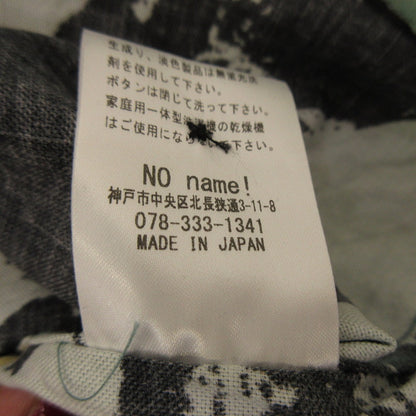 生成り、淡色製品は無蛍光洗
剤を使用して下さい。
ボタンは閉じて洗って下さい。
家庭用一体型洗濯機の乾燥機
はご使用にならないで下さい。
NO name!
神戸市中央区北長狭通3-11-8
078-333-1341
MADE IN JAPAN